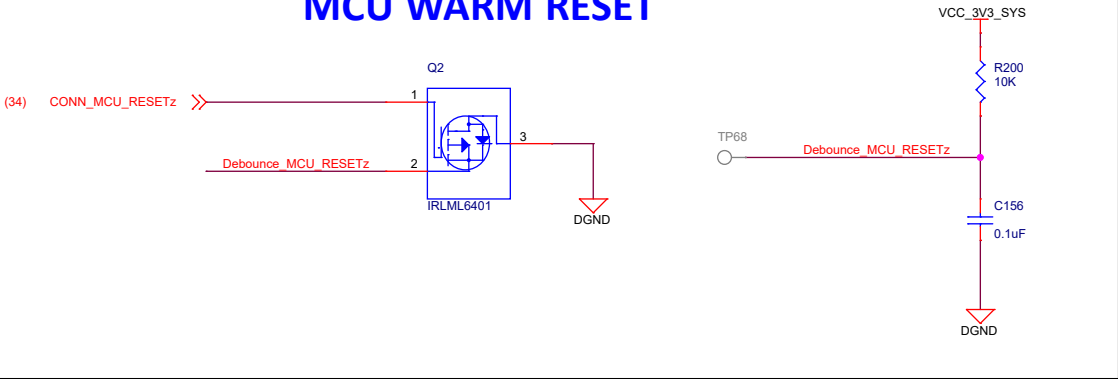 MCU WARM RESET
VCC_3V3_SYS
Q2
R200
10K
(34) CONN_MCU_RESETz
1
3
TP68
Debounce_MCU_RESETz
Debounce_MCU_RESETz
2
IRLML6401
DGND
C156
0.1uF
DGND